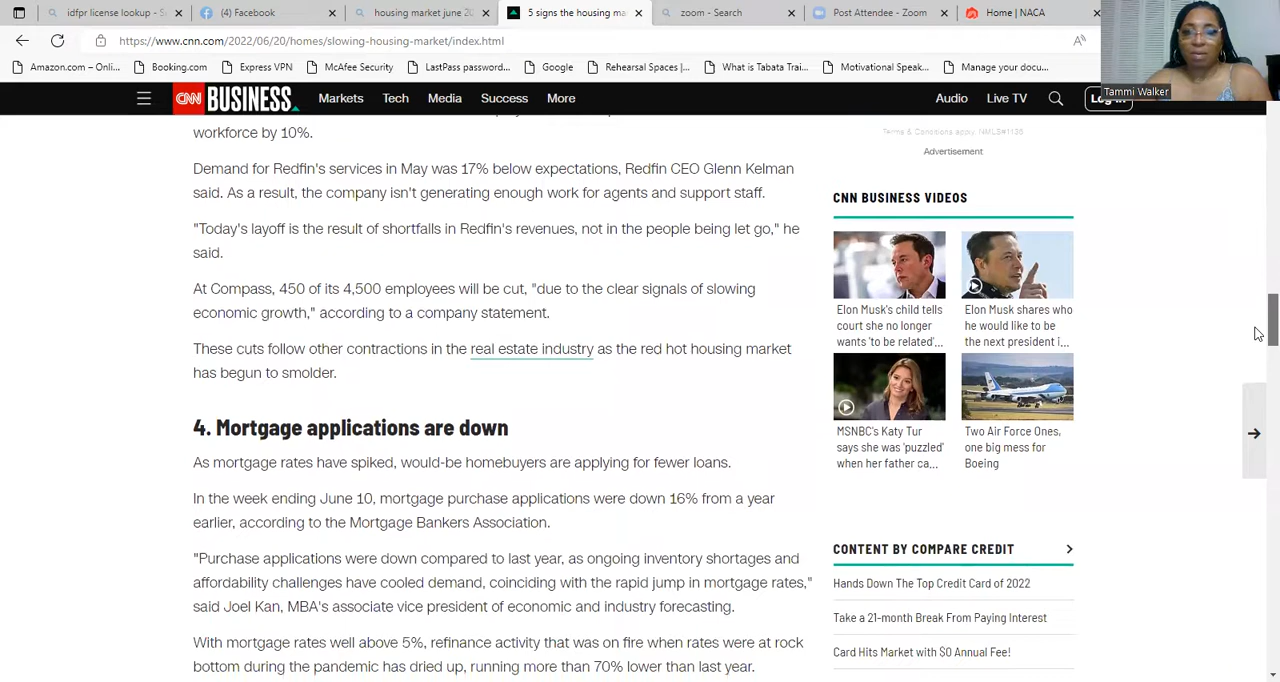 idfpr license lookup - S
(4) Facebook
housing market june 20
5 signs the housing ma
zoom - Search
Post Attendee - Zoom
Home | NACA
https://www.cnn.com/2022/06/20/homes/slowing-housing-market/index.html
Amazon.com – Onli...
Booking.com
Express VPN
McAfee Security
LastPass password...
Google
Rehearsal Spaces |...
What is Tabata Trai...
Motivational Speak...
Manage your docu...
Tammi Walker
CNN BUSINESS
Markets
Tech
Media
Success
More
Audio
Live TV
Log In
workforce by 10%.
Demand for Redfin's services in May was 17% below expectations, Redfin CEO Glenn Kelman
said. As a result, the company isn't generating enough work for agents and support staff.
"Today's layoff is the result of shortfalls in Redfin's revenues, not in the people being let go," he
said.
At Compass, 450 of its 4,500 employees will be cut, "due to the clear signals of slowing
economic growth," according to a company statement.
These cuts follow other contractions in the real estate industry as the red hot housing market
has begun to smolder.
4. Mortgage applications are down
As mortgage rates have spiked, would-be homebuyers are applying for fewer loans.
In the week ending June 10, mortgage purchase applications were down 16% from a year
earlier, according to the Mortgage Bankers Association.
"Purchase applications were down compared to last year, as ongoing inventory shortages and
affordability challenges have cooled demand, coinciding with the rapid jump in mortgage rates,"
said Joel Kan, MBA's associate vice president of economic and industry forecasting.
With mortgage rates well above 5%, refinance activity that was on fire when rates were at rock
bottom during the pandemic has dried up, running more than 70% lower than last year.
Terms & Conditions apply. NMLS#1136
Advertisement
CNN BUSINESS VIDEOS
Elon Musk's child tells
court she no longer
wants 'to be related'...
Elon Musk shares who
he would like to be
the next president i...
MSNBC's Katy Tur
says she was 'puzzled'
when her father ca...
Two Air Force Ones,
one big mess for
Boeing
CONTENT BY COMPARE CREDIT
Hands Down The Top Credit Card of 2022
Take a 21-month Break From Paying Interest
Card Hits Market with $0 Annual Fee!